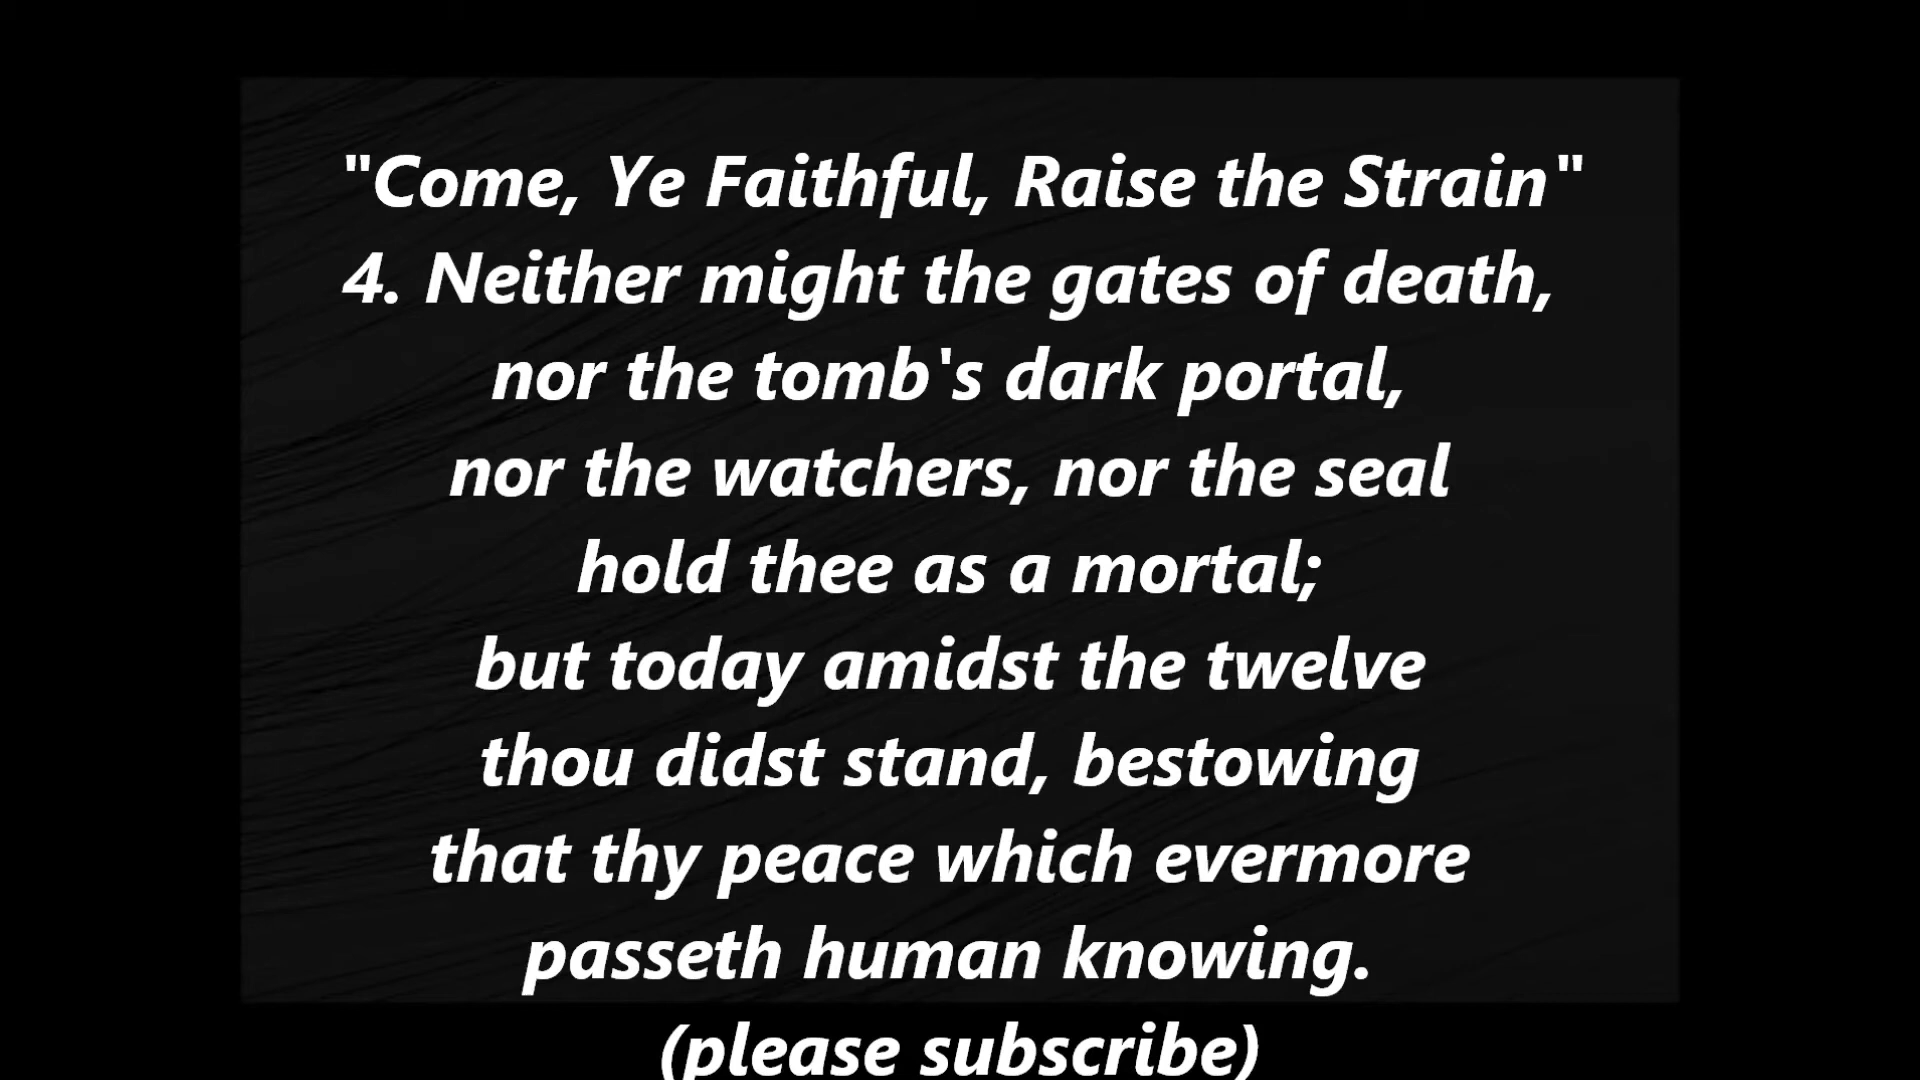 "Come, Ye Faithful, Raise the Strain"
4. Neither might the gates of death,
nor the tomb's dark portal,
nor the watchers, nor the seal
hold thee as a mortal;
but today amidst the twelve
thou didst stand, bestowing
that thy peace which evermore
passeth human knowing.
(please subscribe)